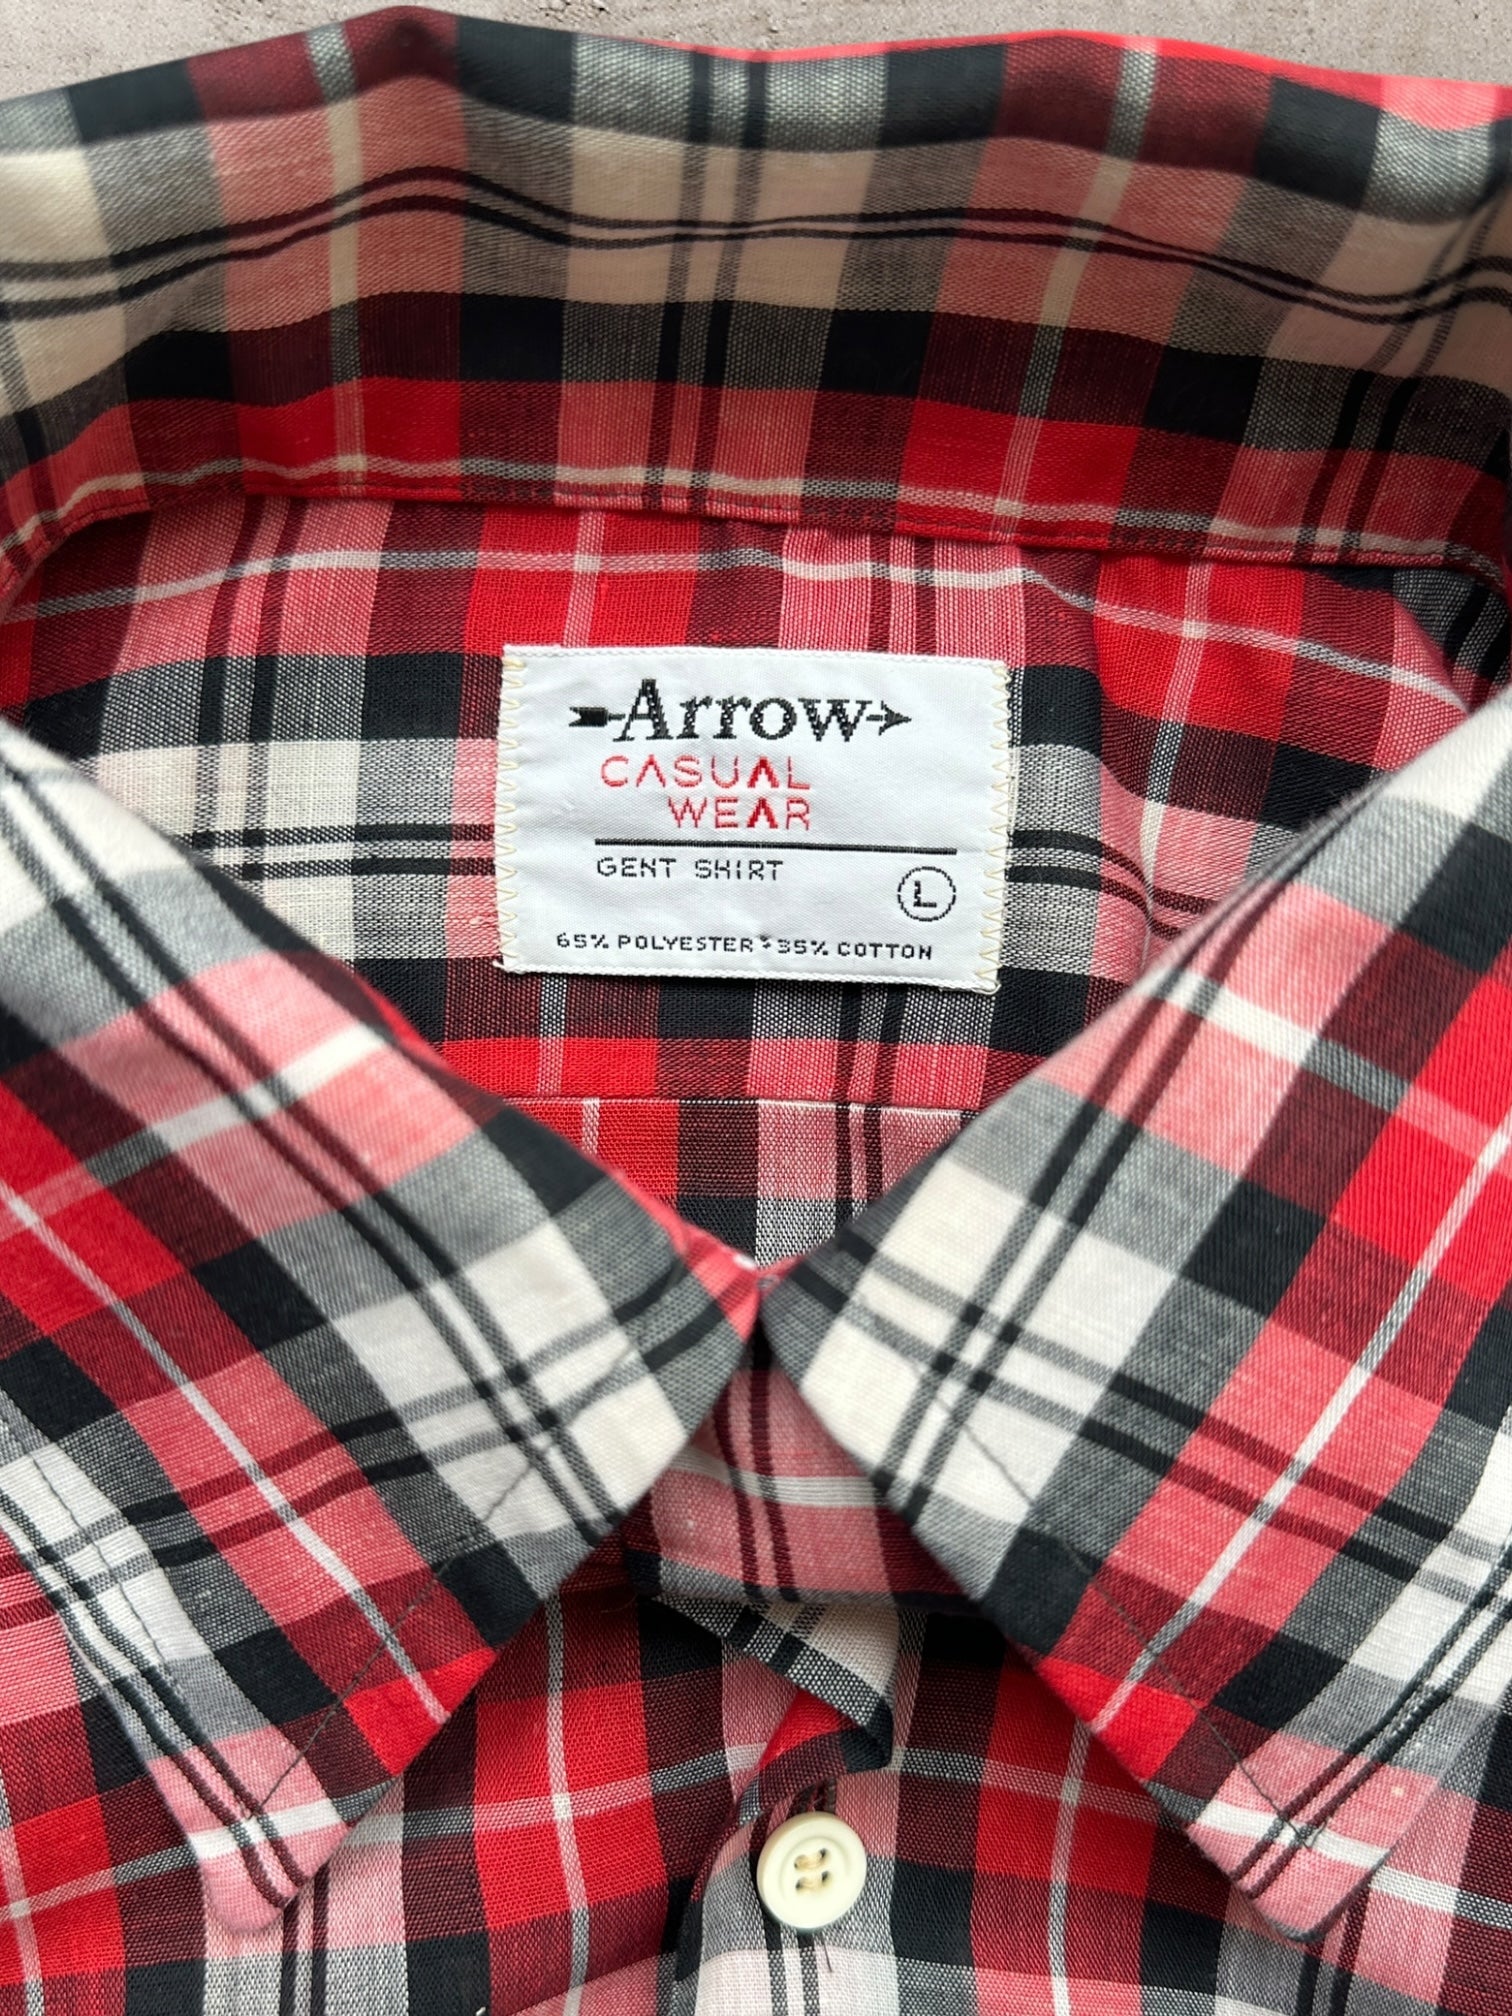 Arrow
CASUAL
WEAR
GENT SHIRT
L
65% POLYESTER 35% COTTON